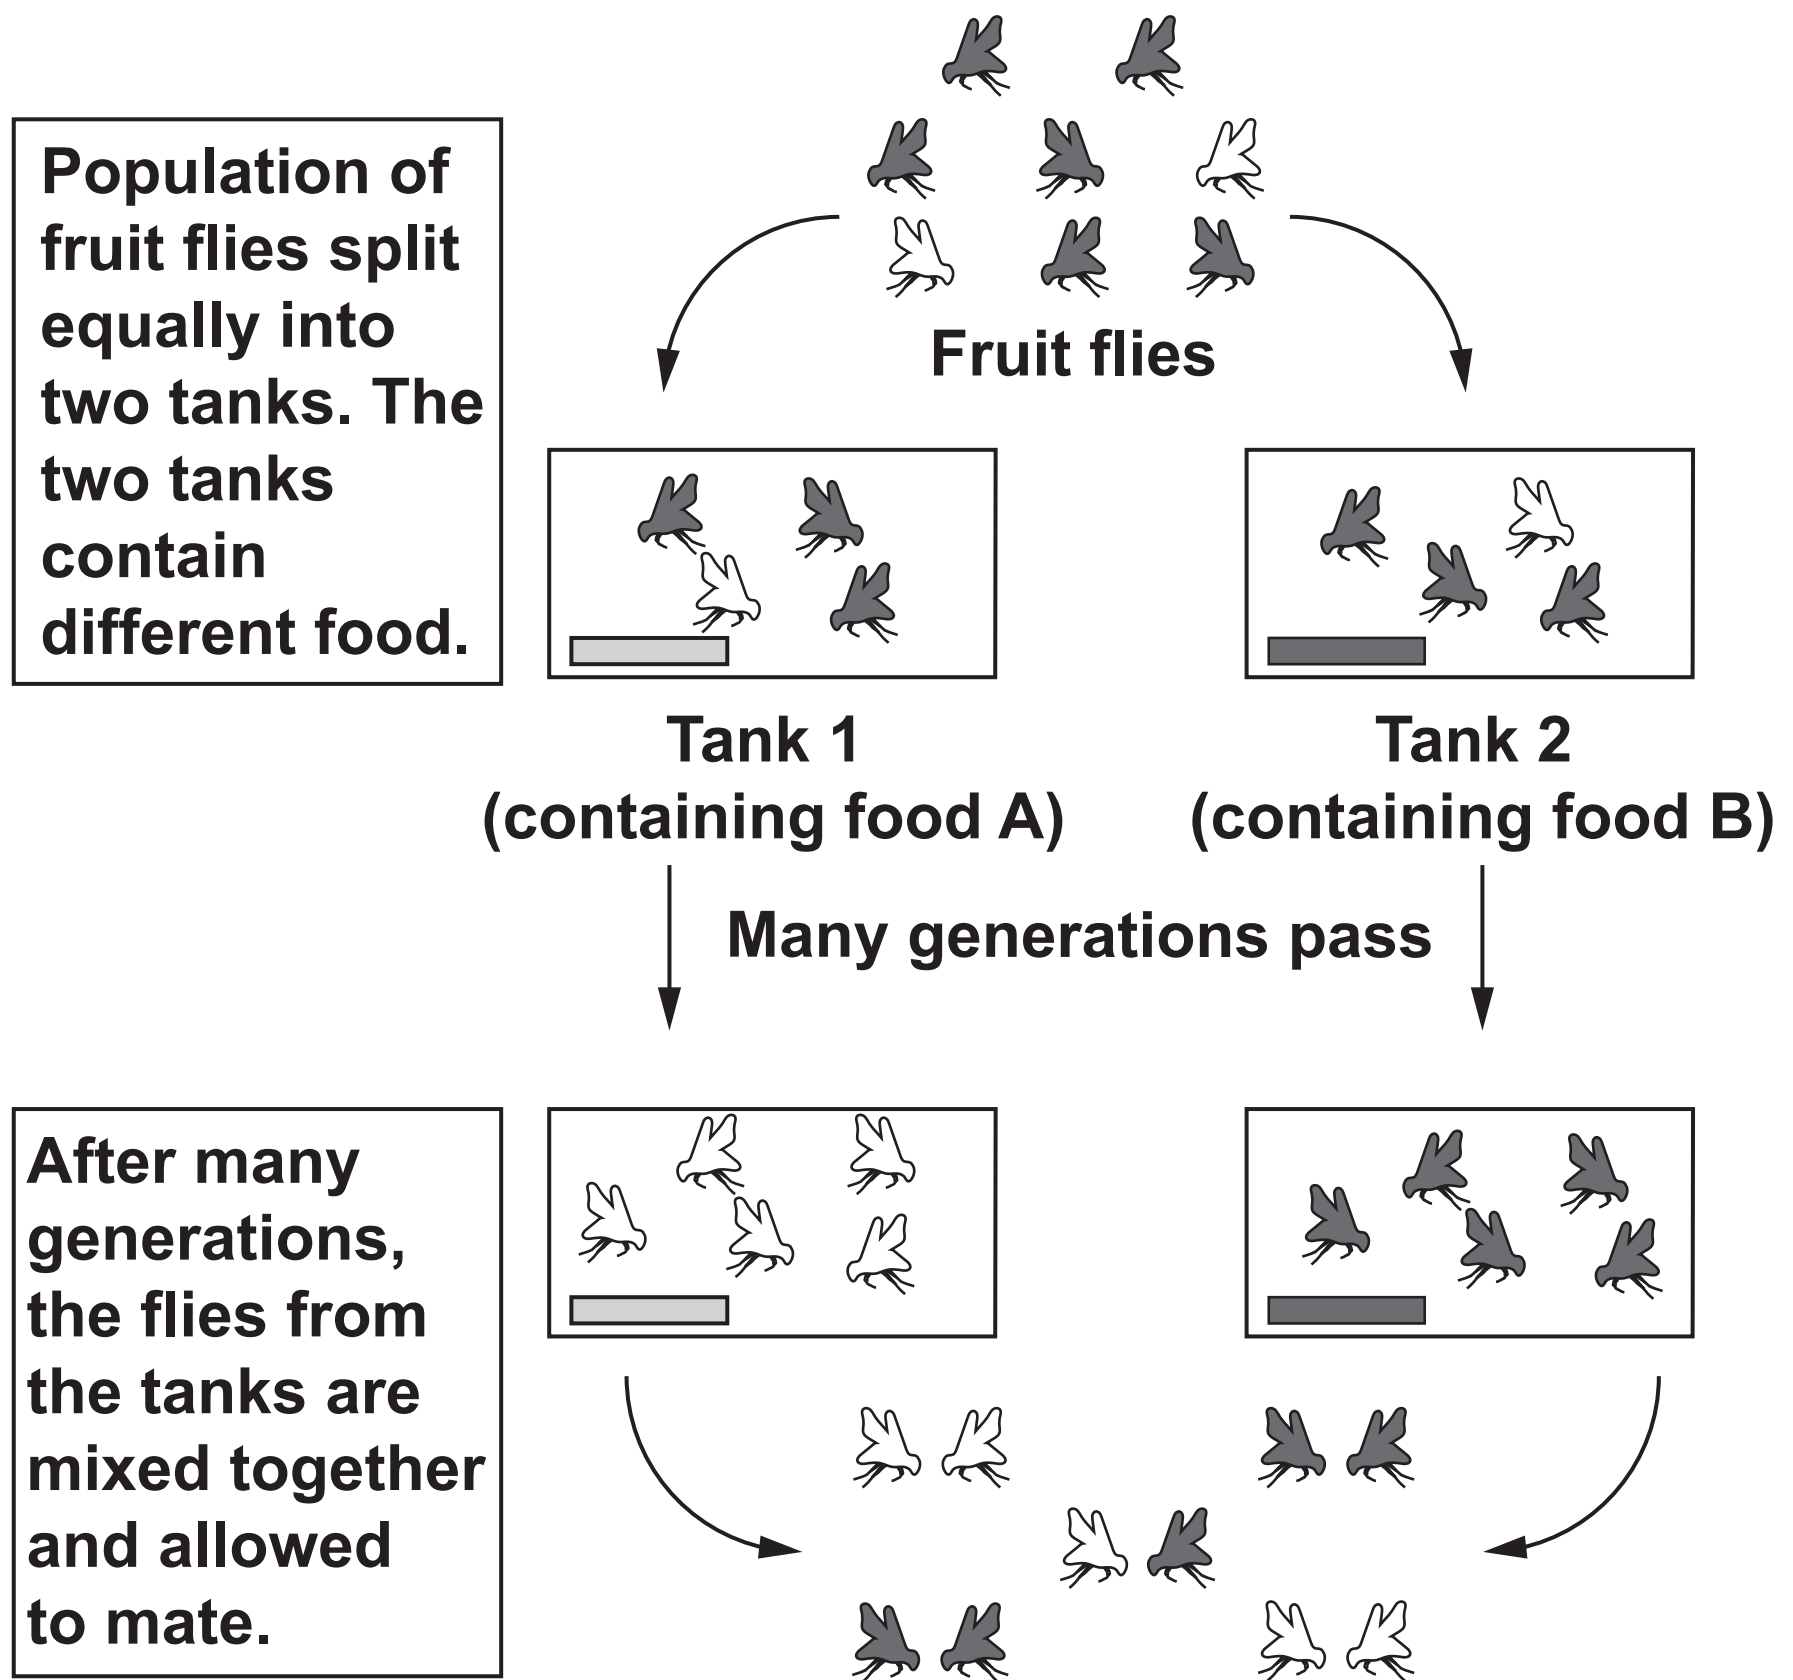 Population of
fruit flies split
equally into
two tanks. The
two tanks
contain
different food.
Fruit flies
Tank 1
(containing food A)
Tank 2
(containing food B)
Many generations pass
After many
generations,
the flies from
the tanks are
mixed together
and allowed
to mate.